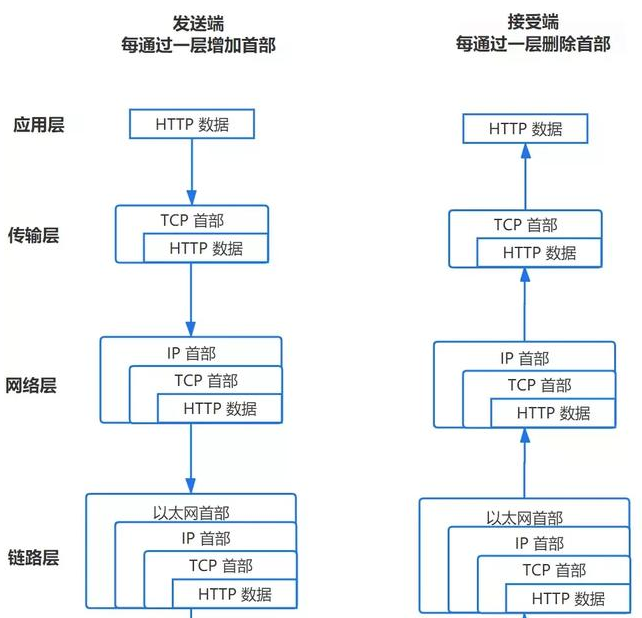 发送端
每通过一层增加首部
接受端
每通过一层删除首部
应用层
HTTP 数据
HTTP 数据
传输层
TCP 首部
HTTP 数据
TCP 首部
HTTP 数据
网络层
IP 首部
TCP 首部
HTTP 数据
IP 首部
TCP 首部
HTTP 数据
链路层
以太网首部
IP 首部
TCP 首部
HTTP 数据
以太网首部
IP 首部
TCP 首部
HTTP 数据